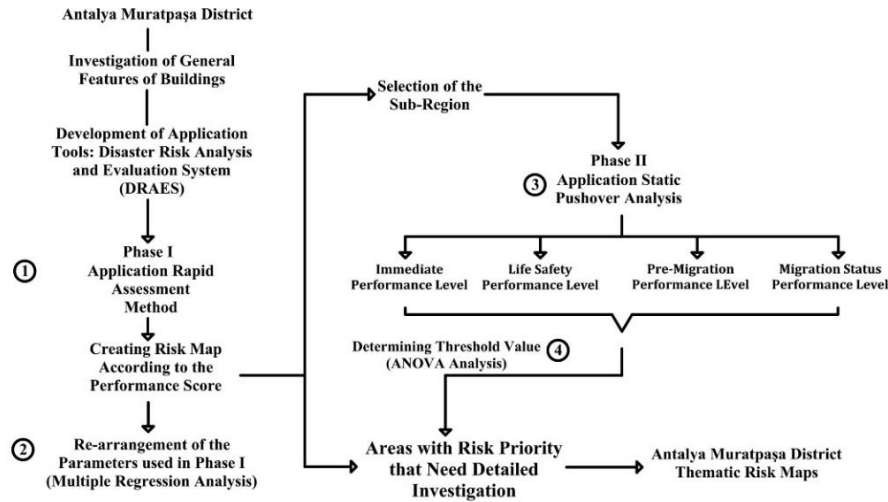 Antalya Muratpaşa District
Investigation of General
Features of Buildings
Development of Application
Tools: Disaster Risk Analysis
and Evaluation System
(DRAES)
1
Phase I
Application Rapid
Assessment
Method
Creating Risk Map
According to the
Performance Score
2
Re-arrangement of the
Parameters used in Phase I
(Multiple Regression Analysis)
Selection of the
Sub-Region
3
Phase II
Application Static
Pushover Analysis
Immediate
Performance Level
Life Safety
Performance Level
Pre-Migration
Performance LEvel
Migration Status
Performance Level
Determining Threshold Value
(ANOVA Analysis)
4
Areas with Risk Priority
that Need Detailed
Investigation
Antalya Muratpaşa District
Thematic Risk Maps